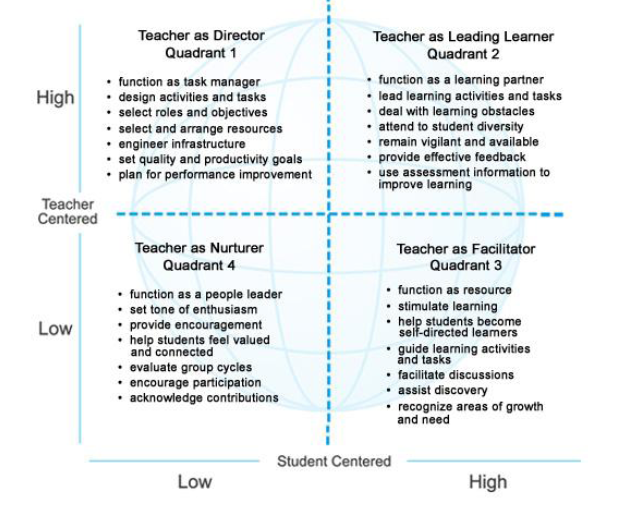 Teacher as Director
Quadrant 1
• function as task manager
• design activities and tasks
• select roles and objectives
• select and arrange resources
• engineer infrastructure
• set quality and productivity goals
• plan for performance improvement
Teacher as Leading Learner
Quadrant 2
• function as a learning partner
• lead learning activities and tasks
• deal with learning obstacles
• attend to student diversity
• remain vigilant and available
• provide effective feedback
• use assessment information to
improve learning
High
Teacher
Centered
Low
Teacher as Nurturer
Quadrant 4
• function as a people leader
• set tone of enthusiasm
• provide encouragement
• help students feel valued
and connected
• evaluate group cycles
• encourage participation
• acknowledge contributions
Teacher as Facilitator
Quadrant 3
• function as resource
• stimulate learning
• help students become
self-directed learners
• guide learning activities
and tasks
• facilitate discussions
• assist discovery
• recognize areas of growth
and need
Student Centered
Low
High